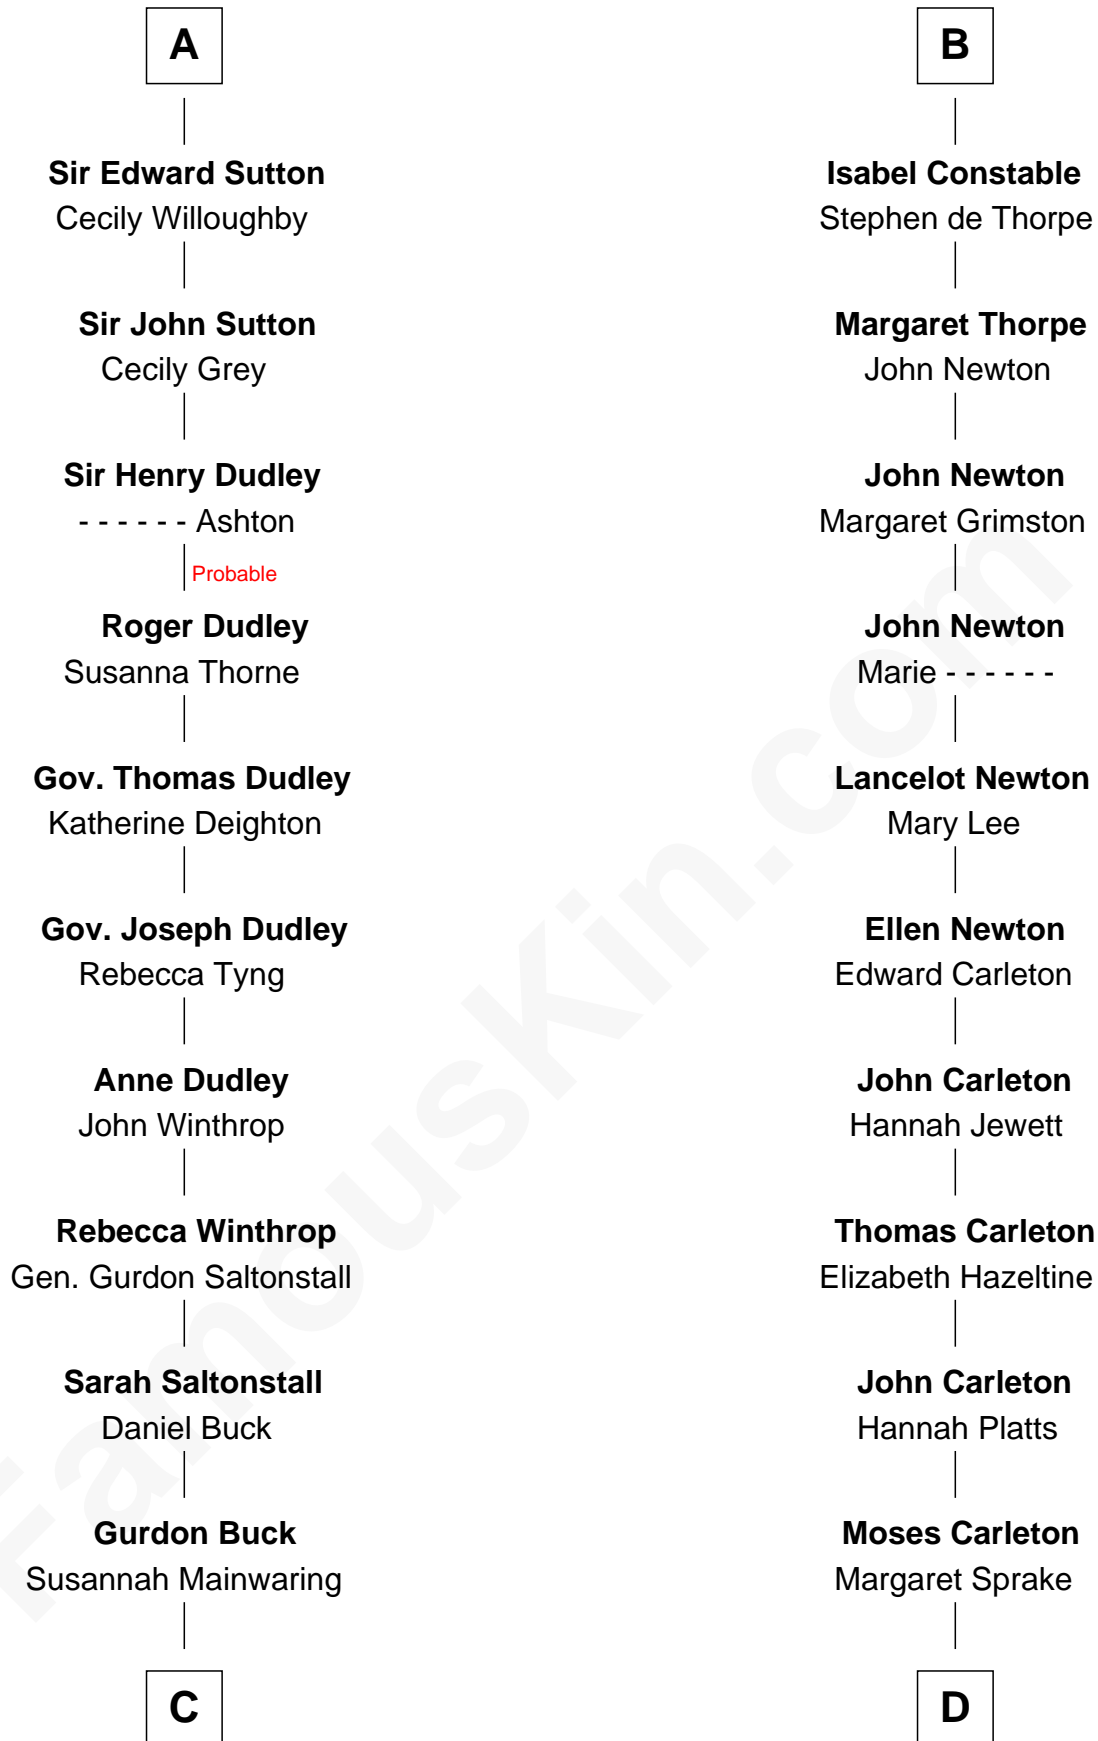 A
Sir Edward Sutton
Cecily Willoughby
Sir John Sutton
Cecily Grey
Sir Henry Dudley
- - - - - - Ashton
Probable
Roger Dudley
Susanna Thorne
Gov. Thomas Dudley
Katherine Deighton
Gov. Joseph Dudley
Rebecca Tyng
Anne Dudley
John Winthrop
Rebecca Winthrop
Gen. Gurdon Saltonstall
Sarah Saltonstall
Daniel Buck
Gurdon Buck
Susannah Mainwaring
C
B
Isabel Constable
Stephen de Thorpe
Margaret Thorpe
John Newton
John Newton
Margaret Grimston
John Newton
Marie - - - - - -
Lancelot Newton
Mary Lee
Ellen Newton
Edward Carleton
John Carleton
Hannah Jewett
Thomas Carleton
Elizabeth Hazeltine
John Carleton
Hannah Platts
Moses Carleton
Margaret Sprake
D
FamousKin.com